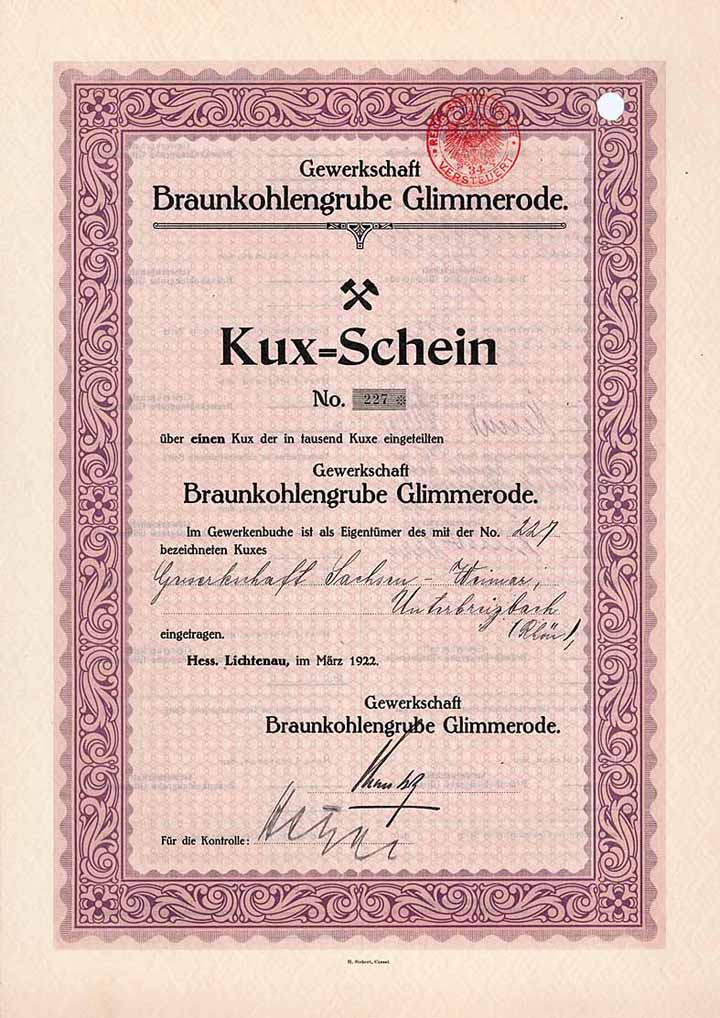 VERSTEUERT
34
Gewerkschaft
Braunkohlengrube Glimmerode.
Kux=Schein
No. 227
über einen Kux der in tausend Kuxe eingeteilten
Gewerkschaft
Braunkohlengrube Glimmerode.
Im Gewerkenbuche ist als Eigentümer des mit der No. 227
bezeichneten Kuxes
Gewerkschaft Sachsen-Weimar,
Unterbreizbach
(Rhön),
eingetragen.
Hess. Lichtenau, im März 1922.
Gewerkschaft
Braunkohlengrube Glimmerode.
Für die Kontrolle: